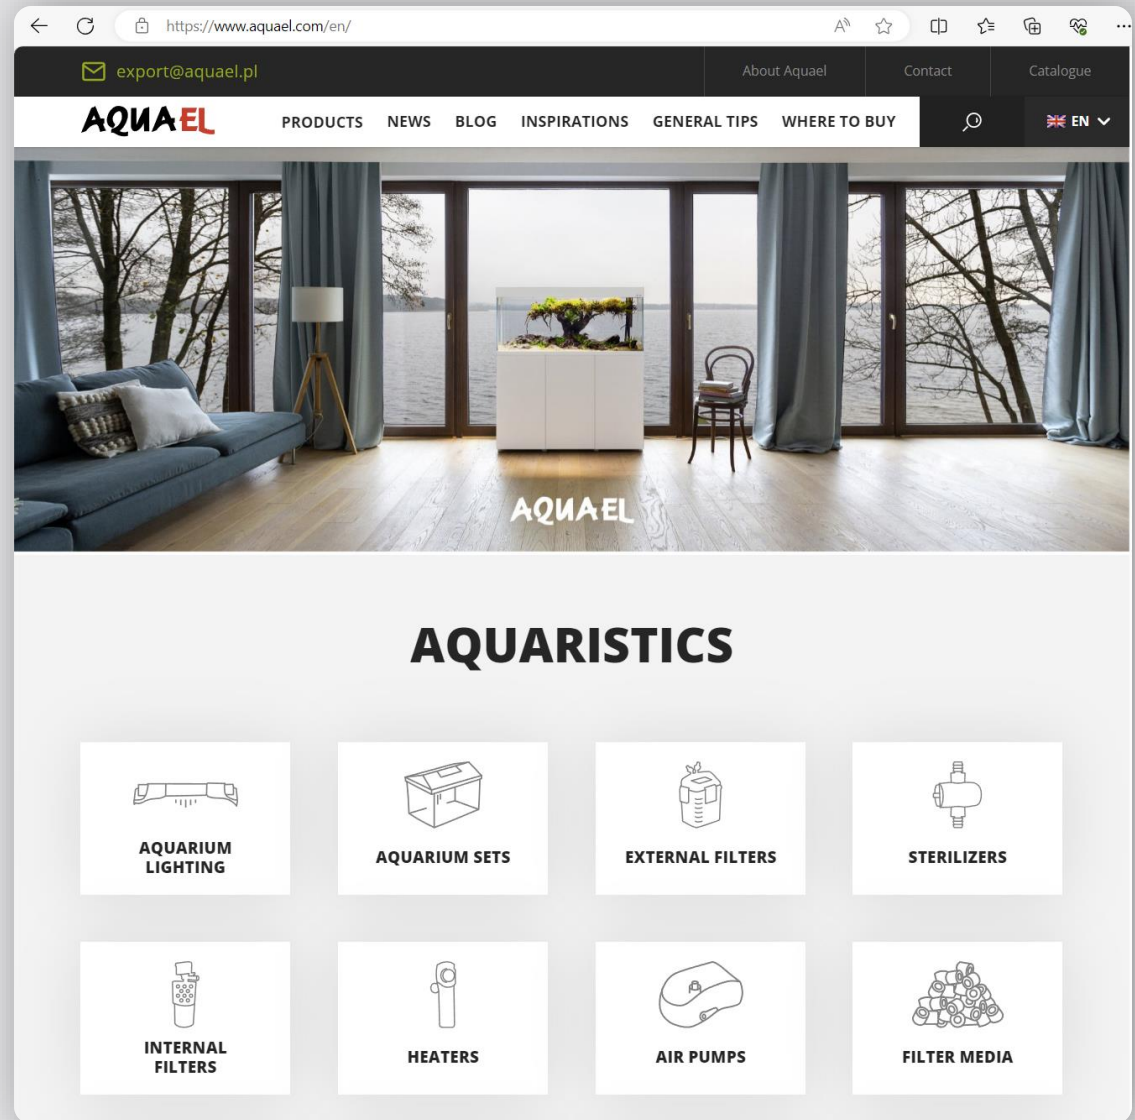 https://www.aquael.com/en/
export@aquael.pl
About Aquael
Contact
Catalogue
AQUAEL
PRODUCTS
NEWS
BLOG
INSPIRATIONS
GENERAL TIPS
WHERE TO BUY
EN
AQUAEL
AQUARISTICS
AQUARIUM
LIGHTING
AQUARIUM SETS
EXTERNAL FILTERS
STERILIZERS
INTERNAL
FILTERS
HEATERS
AIR PUMPS
FILTER MEDIA